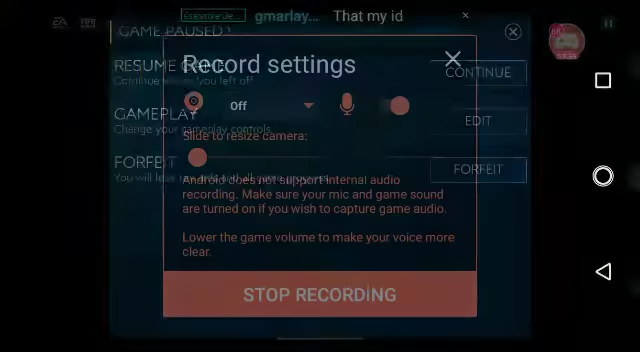 EA
gmarlay... That my id
GAME PAUSED
Record settings
RESUME
CONTINUE
Off
GAMEPLAY
Change your gameplay controls
EDIT
Slide to resize camera:
FORFEIT
FORFEIT
Android does not support internal audio
recording. Make sure your mic and game sound
are turned on if you wish to capture game audio.
Lower the game volume to make your voice more
clear.
STOP RECORDING